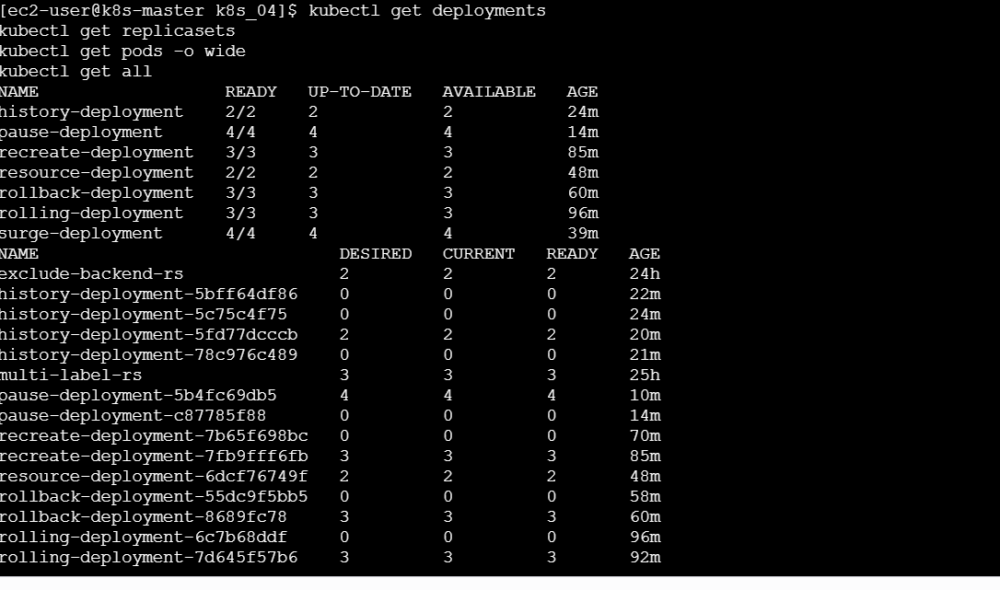 [ec2-user@k8s-master k8s_04]$ kubectl get deployments
kubectl get replicasets
kubectl get pods -o wide
kubectl get all
NAME READY UP-TO-DATE AVAILABLE AGE
history-deployment 2/2 2 2 24m
pause-deployment 4/4 4 4 14m
recreate-deployment 3/3 3 3 85m
resource-deployment 2/2 2 2 48m
rollback-deployment 3/3 3 3 60m
rolling-deployment 3/3 3 3 96m
surge-deployment 4/4 4 4 39m
NAME DESIRED CURRENT READY AGE
exclude-backend-rs 2 2 2 24h
history-deployment-5bff64df86 0 0 0 22m
history-deployment-5c75c4f75 0 0 0 24m
history-deployment-5fd77dcccb 2 2 2 20m
history-deployment-78c976c489 0 0 0 21m
multi-label-rs 3 3 3 25h
pause-deployment-5b4fc69db5 4 4 4 10m
pause-deployment-c87785f88 0 0 0 14m
recreate-deployment-7b65f698bc 0 0 0 70m
recreate-deployment-7fb9fff6fb 3 3 3 85m
resource-deployment-6dcf76749f 2 2 2 48m
rollback-deployment-55dc9f5bb5 0 0 0 58m
rollback-deployment-8689fc78 3 3 3 60m
rolling-deployment-6c7b68ddf 0 0 0 96m
rolling-deployment-7d645f57b6 3 3 3 92m